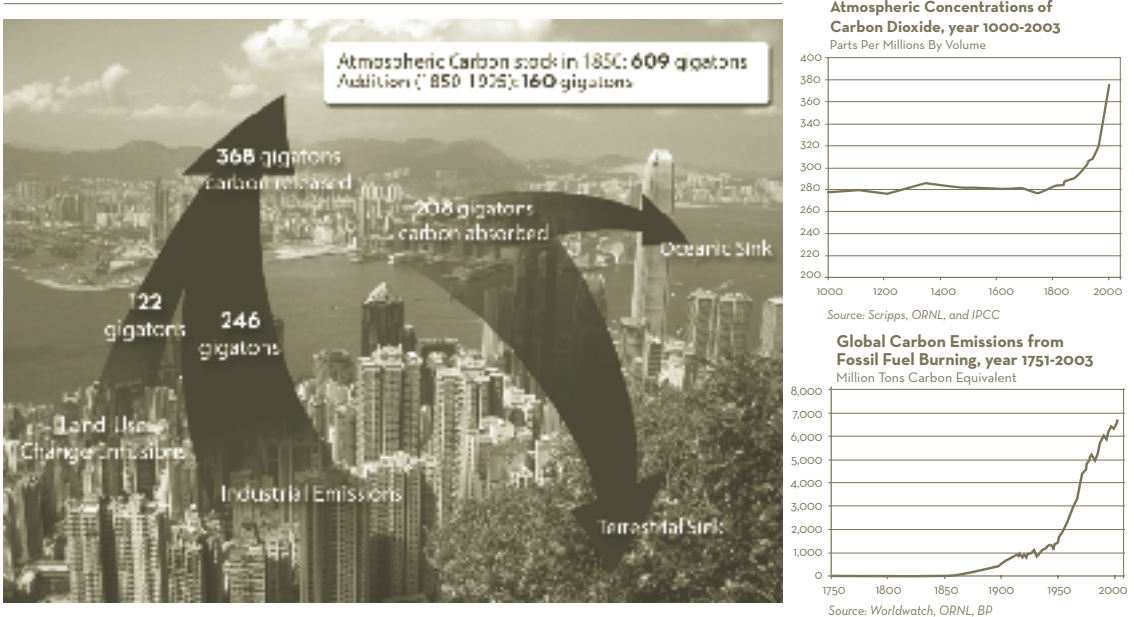 Atmospheric Carbon stock in 1850: 609 gigatons
Addition (1850-1995): 160 gigatons
368 gigatons
carbon released
208 gigatons
carbon absorbed
Oceanic Sink
122
gigatons
246
gigatons
Land Use
Change Emissions
Industrial Emissions
Terrestrial Sink
Atmospheric Concentrations of
Carbon Dioxide, year 1000-2003
Parts Per Millions By Volume
400
380
360
340
320
300
280
260
240
220
200
1000 1200 1400 1600 1800 2000
Source: Scripps, ORNL, and IPCC
Global Carbon Emissions from
Fossil Fuel Burning, year 1751-2003
Million Tons Carbon Equivalent
8,000
7,000
6,000
5,000
4,000
3,000
2,000
1,000
0
1750 1800 1850 1900 1950 2000
Source: Worldwatch, ORNL, BP